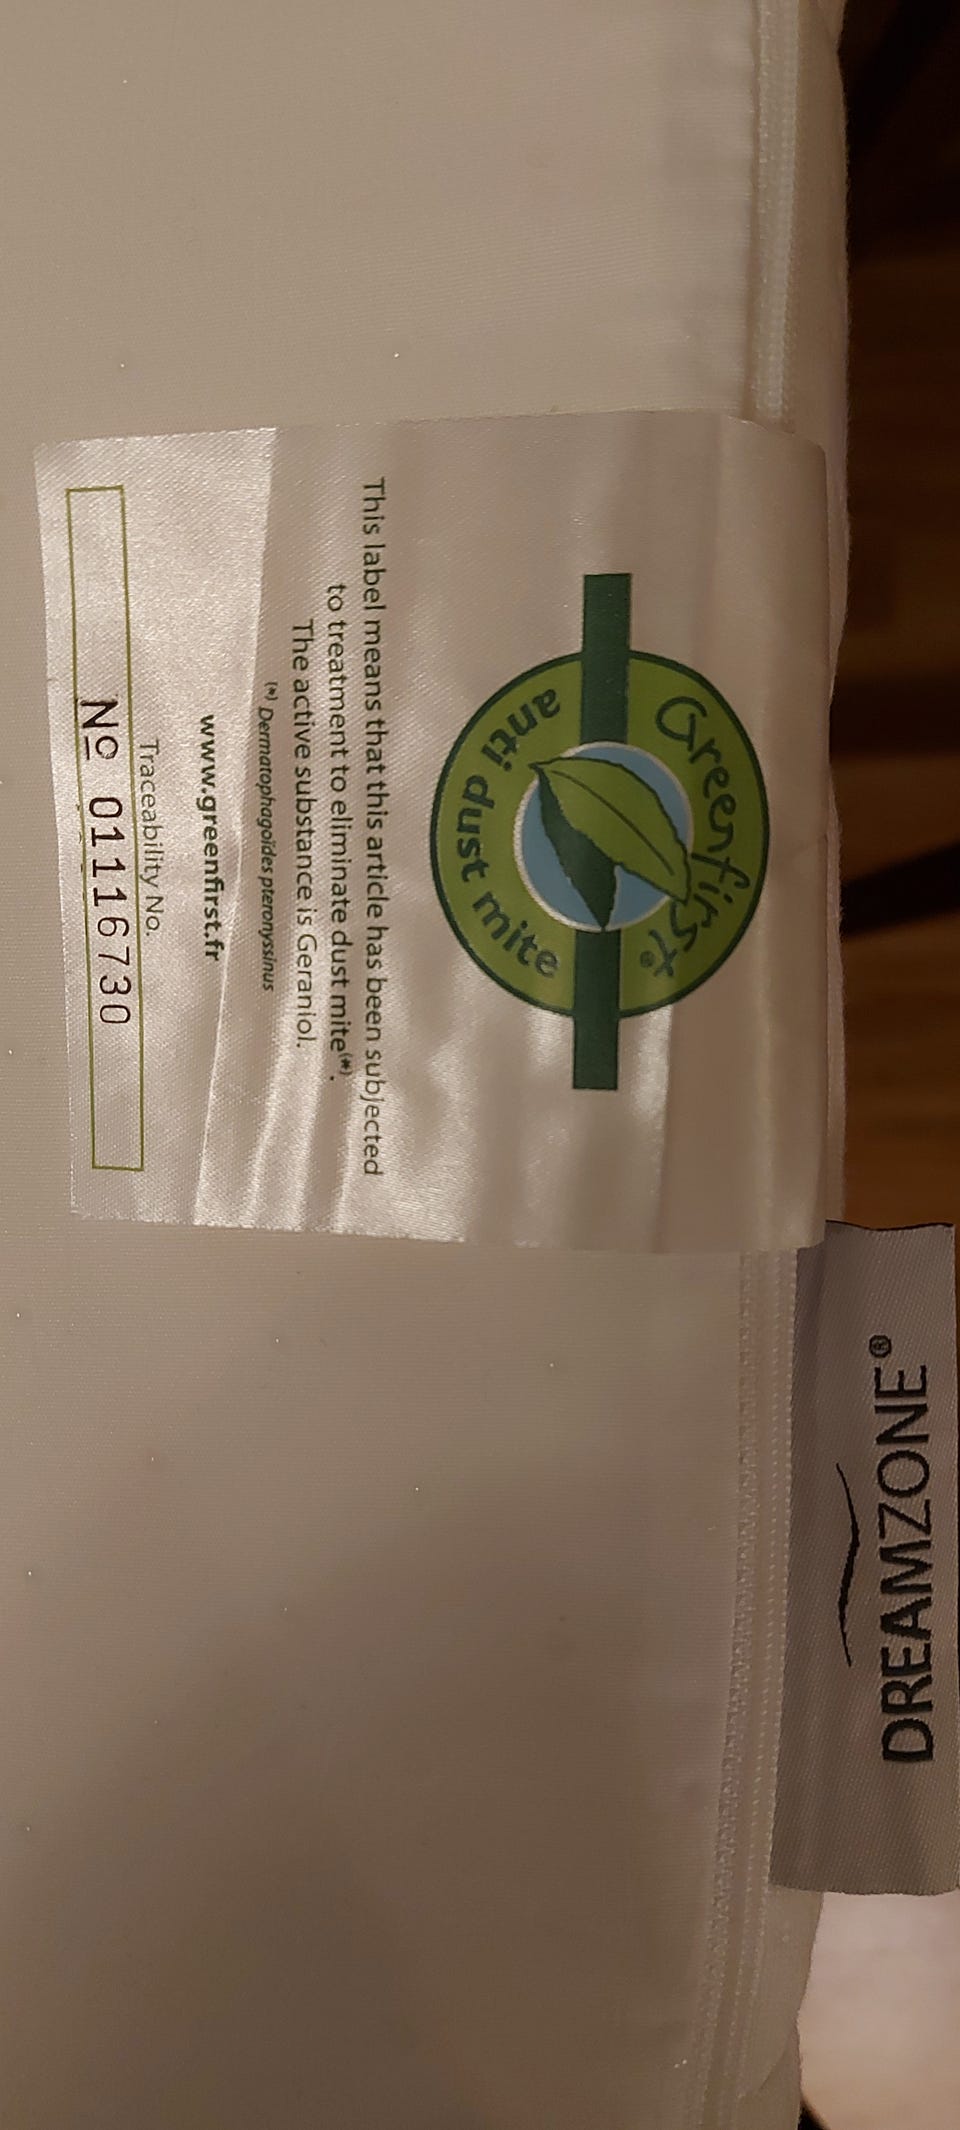 Greenfirst®
anti dust mite
This label means that this article has been subjected
to treatment to eliminate dust mite(*).
The active substance is Geraniol.
(*) Dermatophagoïdes pteronyssinus
www.greenfirst.fr
Traceability No.
Nº 01116730
DREAMZONE®